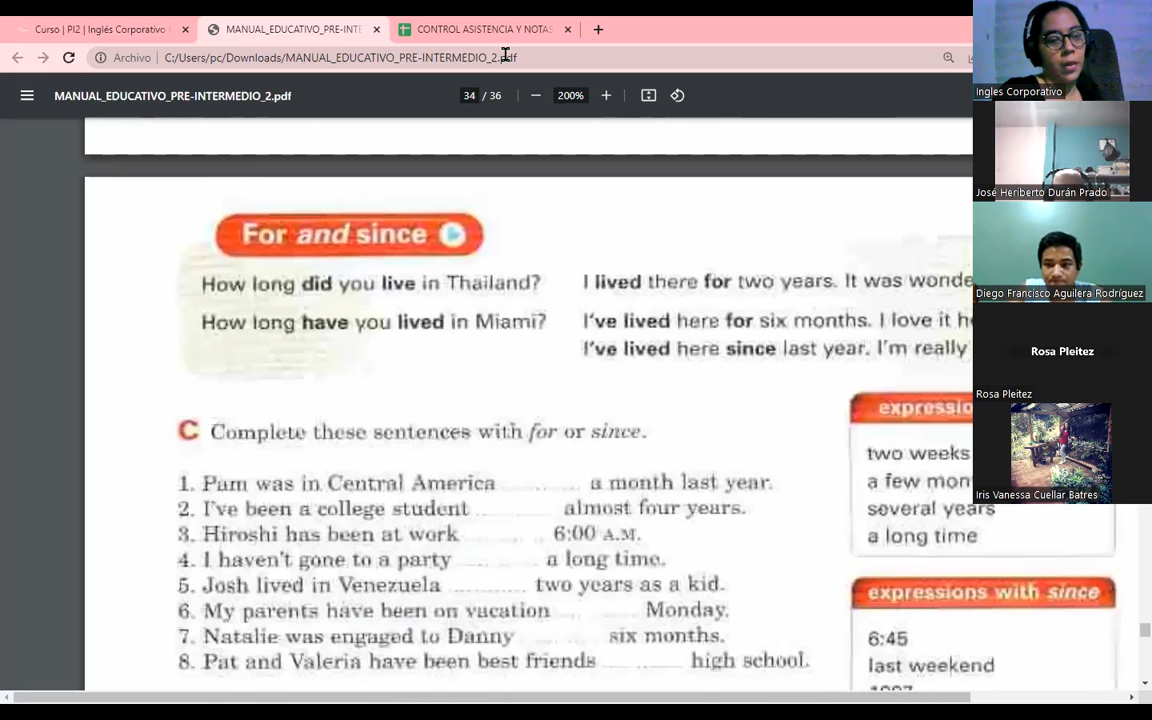 Curso | PI2 | Inglés Corporativo
MANUAL_EDUCATIVO_PRE-INTE
CONTROL ASISTENCIA Y NOTAS
Archivo
C:/Users/pc/Downloads/MANUAL_EDUCATIVO_PRE-INTERMEDIO_2.pdf
MANUAL_EDUCATIVO_PRE-INTERMEDIO_2.pdf
34 / 36
200%
For and since
How long did you live in Thailand?
I lived there for two years. It was wonde
How long have you lived in Miami?
I've lived here for six months. I love it h
I've lived here since last year. I'm really
C Complete these sentences with for or since.
1. Pam was in Central America ........ a month last year.
2. I've been a college student ........ almost four years.
3. Hiroshi has been at work ........ 6:00 A.M.
4. I haven't gone to a party ........ a long time.
5. Josh lived in Venezuela ........ two years as a kid.
6. My parents have been on vacation ........ Monday.
7. Natalie was engaged to Danny ........ six months.
8. Pat and Valeria have been best friends ........ high school.
expressio
two weeks
a few mon
several years
a long time
expressions with since
6:45
last weekend
1997
Ingles Corporativo
José Heriberto Durán Prado
Diego Francisco Aguilera Rodríguez
Rosa Pleitez
Rosa Pleitez
Iris Vanessa Cuellar Batres